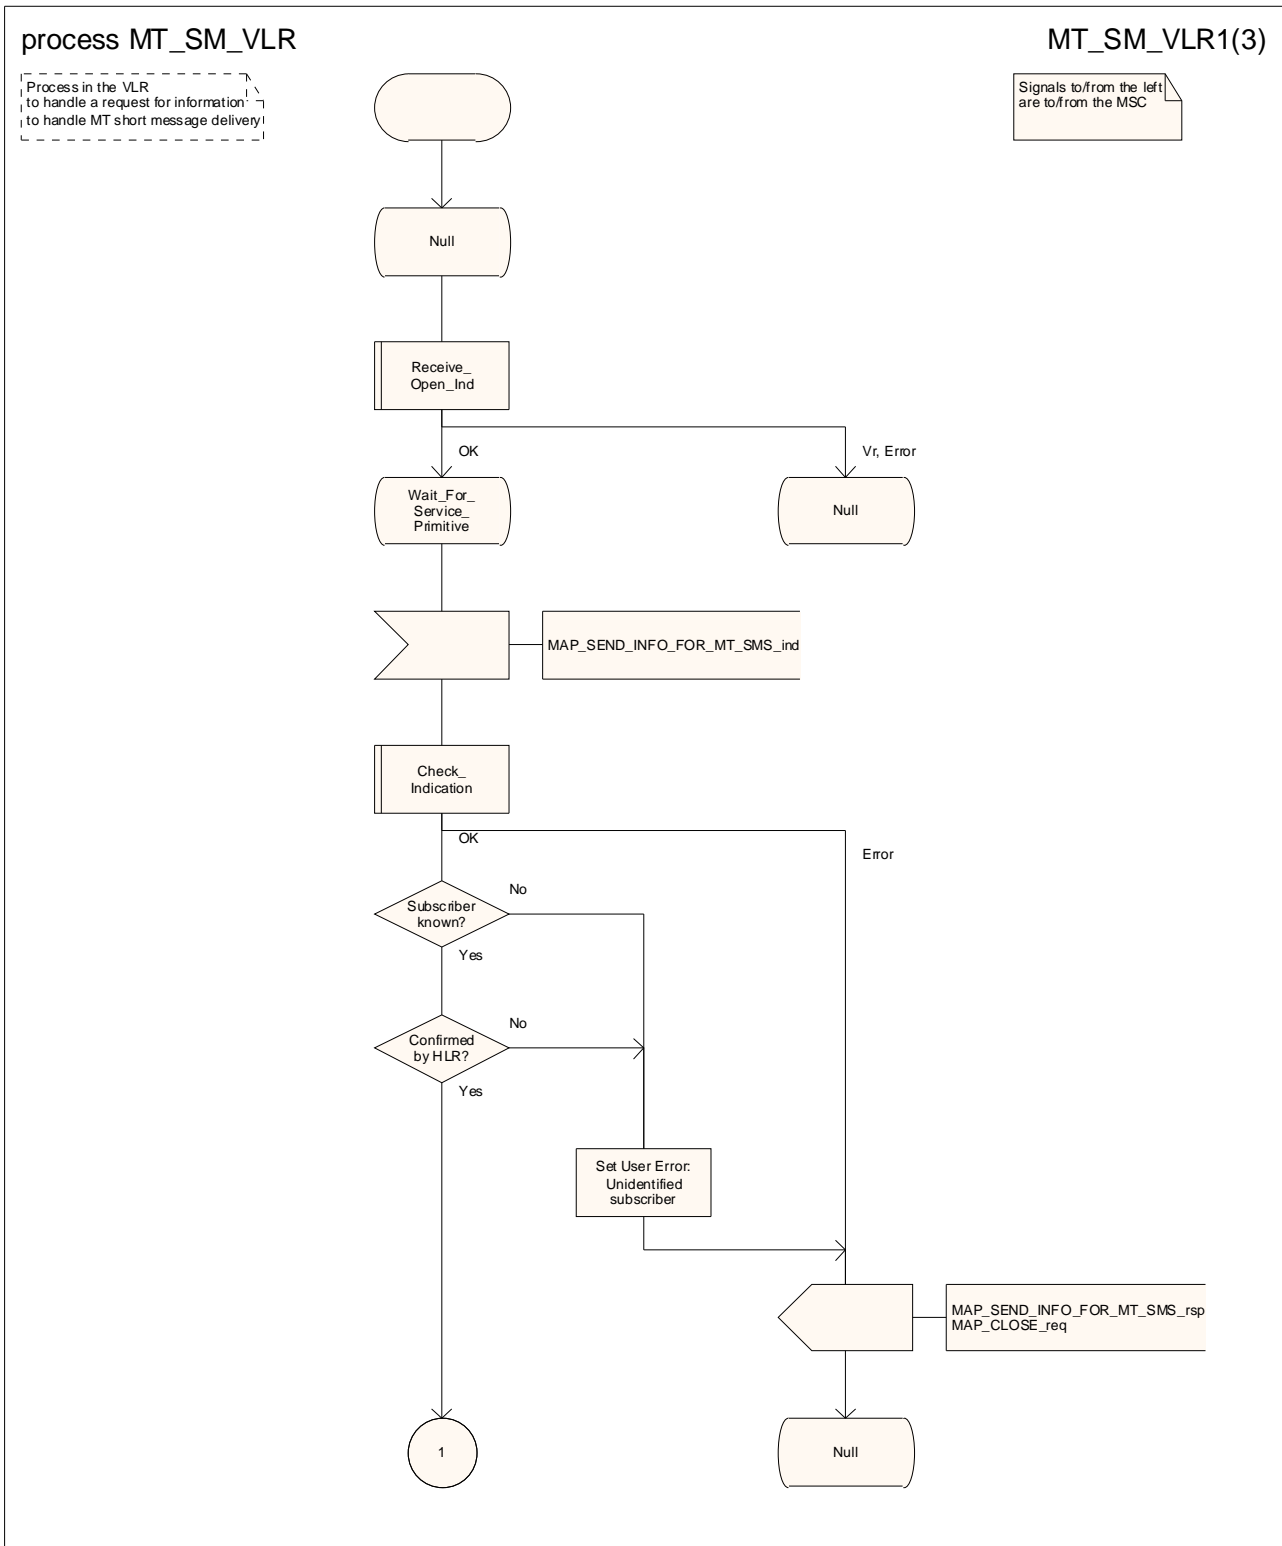 process MT_SM_VLR
MT_SM_VLR1(3)
Process in the VLR
to handle a request for information
to handle MT short message delivery
Signals to/from the left
are to/from the MSC
Null
Receive_
Open_Ind
OK
Vr, Error
Wait_For_
Service_
Primitive
Null
MAP_SEND_INFO_FOR_MT_SMS_ind
Check_
Indication
OK
Error
No
Subscriber
known?
Yes
No
Confirmed
by HLR?
Yes
Set User Error:
Unidentified
subscriber
MAP_SEND_INFO_FOR_MT_SMS_rsp
MAP_CLOSE_req
1
Null